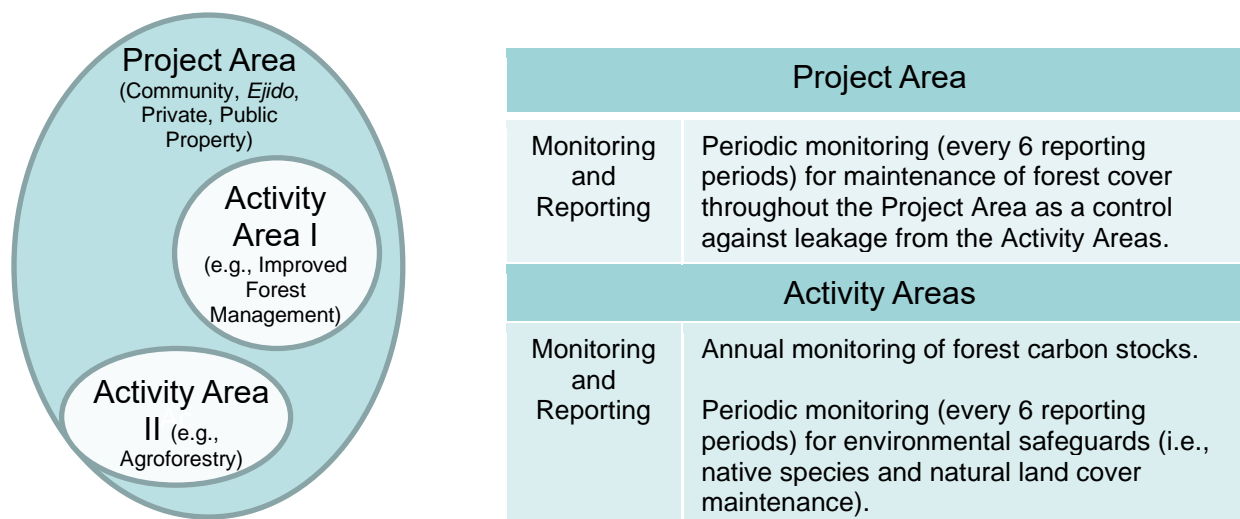 Project Area
(Community, Ejido,
Private, Public
Property)
Activity
Area I
(e.g., Improved
Forest
Management)
Activity Area
II (e.g.,
Agroforestry)
Project Area
Monitoring
and
Reporting
Periodic monitoring (every 6 reporting
periods) for maintenance of forest cover
throughout the Project Area as a control
against leakage from the Activity Areas.
Activity Areas
Monitoring
and
Reporting
Annual monitoring of forest carbon stocks.
Periodic monitoring (every 6 reporting
periods) for environmental safeguards (i.e.,
native species and natural land cover
maintenance).